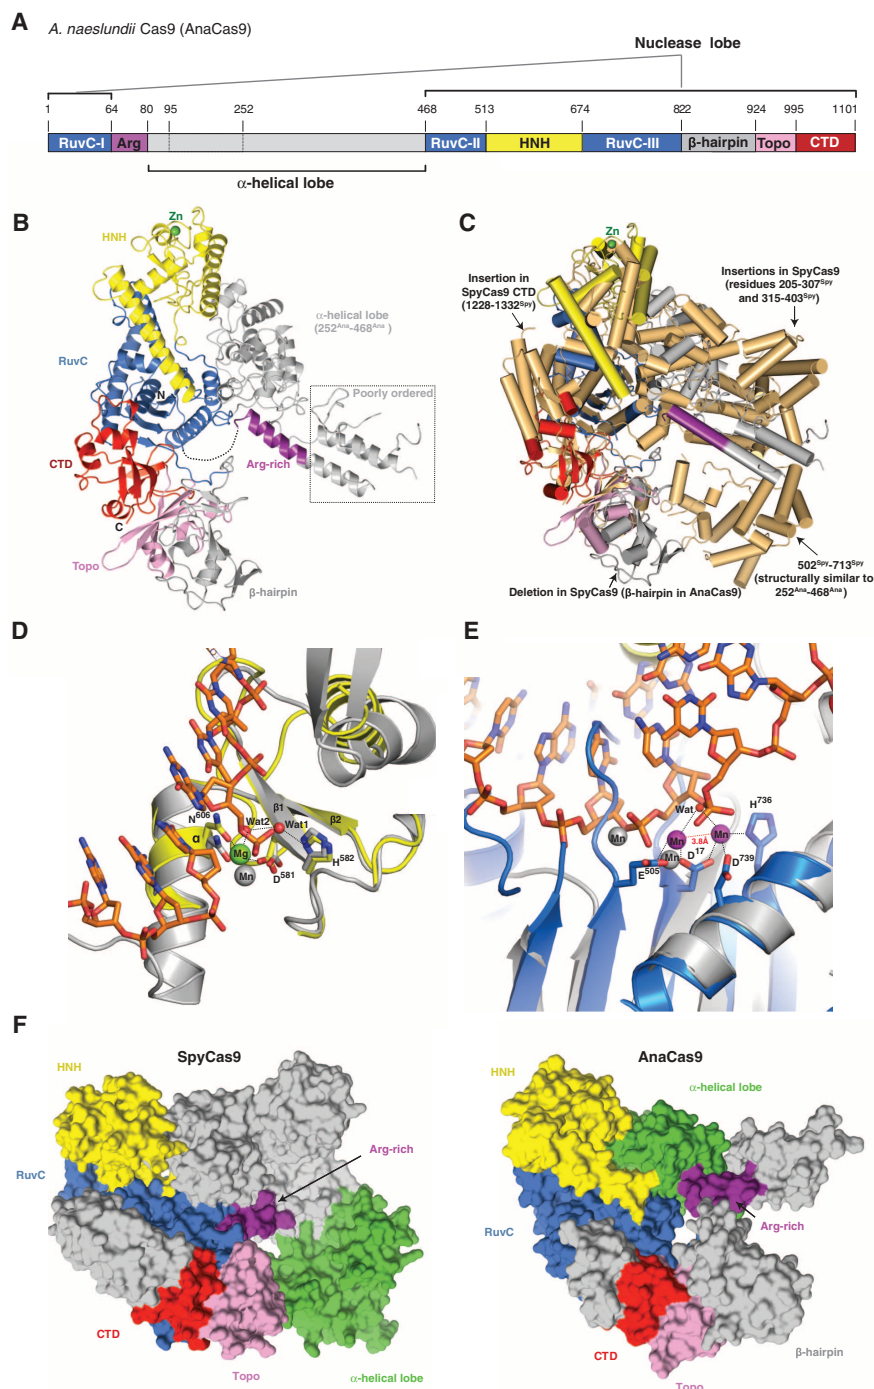 A
A. naeslundii Cas9 (AnaCas9)
Nuclease lobe
1 64 80 95 252 468 513 674 822 924 995 1101
RuvC-I Arg RuvC-II HNH RuvC-III β-hairpin Topo CTD
α-helical lobe
B
Zn
HNH
α-helical lobe
(252Ana-468Ana)
RuvC
N
Poorly ordered
CTD
Arg-rich
C
Topo
β-hairpin
C
Zn
Insertion in
SpyCas9 CTD
(1228-1332Spy)
Insertions in SpyCas9
(residues 205-307Spy
and 315-403Spy)
502Spy-713Spy
(structurally similar to
252Ana-468Ana)
Deletion in SpyCas9 (β-hairpin in AnaCas9)
D
N606
β1
Wat2
Wat1
β2
α
Mg
Mn
D581
H582
E
Wat
H736
Mn
3.8Å
Mn
Mn
D17
D739
E505
F
SpyCas9
HNH
Arg-rich
RuvC
CTD
Topo
α-helical lobe
AnaCas9
HNH
α-helical lobe
RuvC
Arg-rich
CTD
β-hairpin
Topo